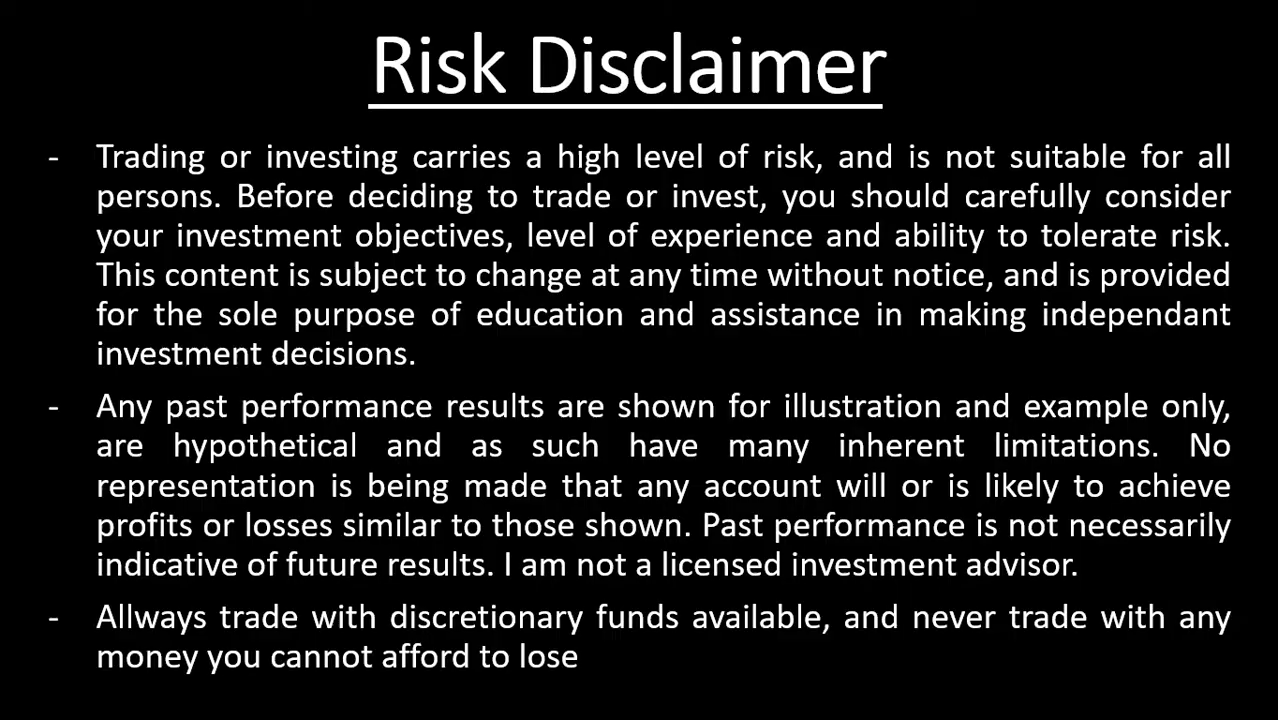 Risk Disclaimer
- Trading or investing carries a high level of risk, and is not suitable for all
persons. Before deciding to trade or invest, you should carefully consider
your investment objectives, level of experience and ability to tolerate risk.
This content is subject to change at any time without notice, and is provided
for the sole purpose of education and assistance in making independant
investment decisions.
- Any past performance results are shown for illustration and example only,
are hypothetical and as such have many inherent limitations. No
representation is being made that any account will or is likely to achieve
profits or losses similar to those shown. Past performance is not necessarily
indicative of future results. I am not a licensed investment advisor.
- Allways trade with discretionary funds available, and never trade with any
money you cannot afford to lose